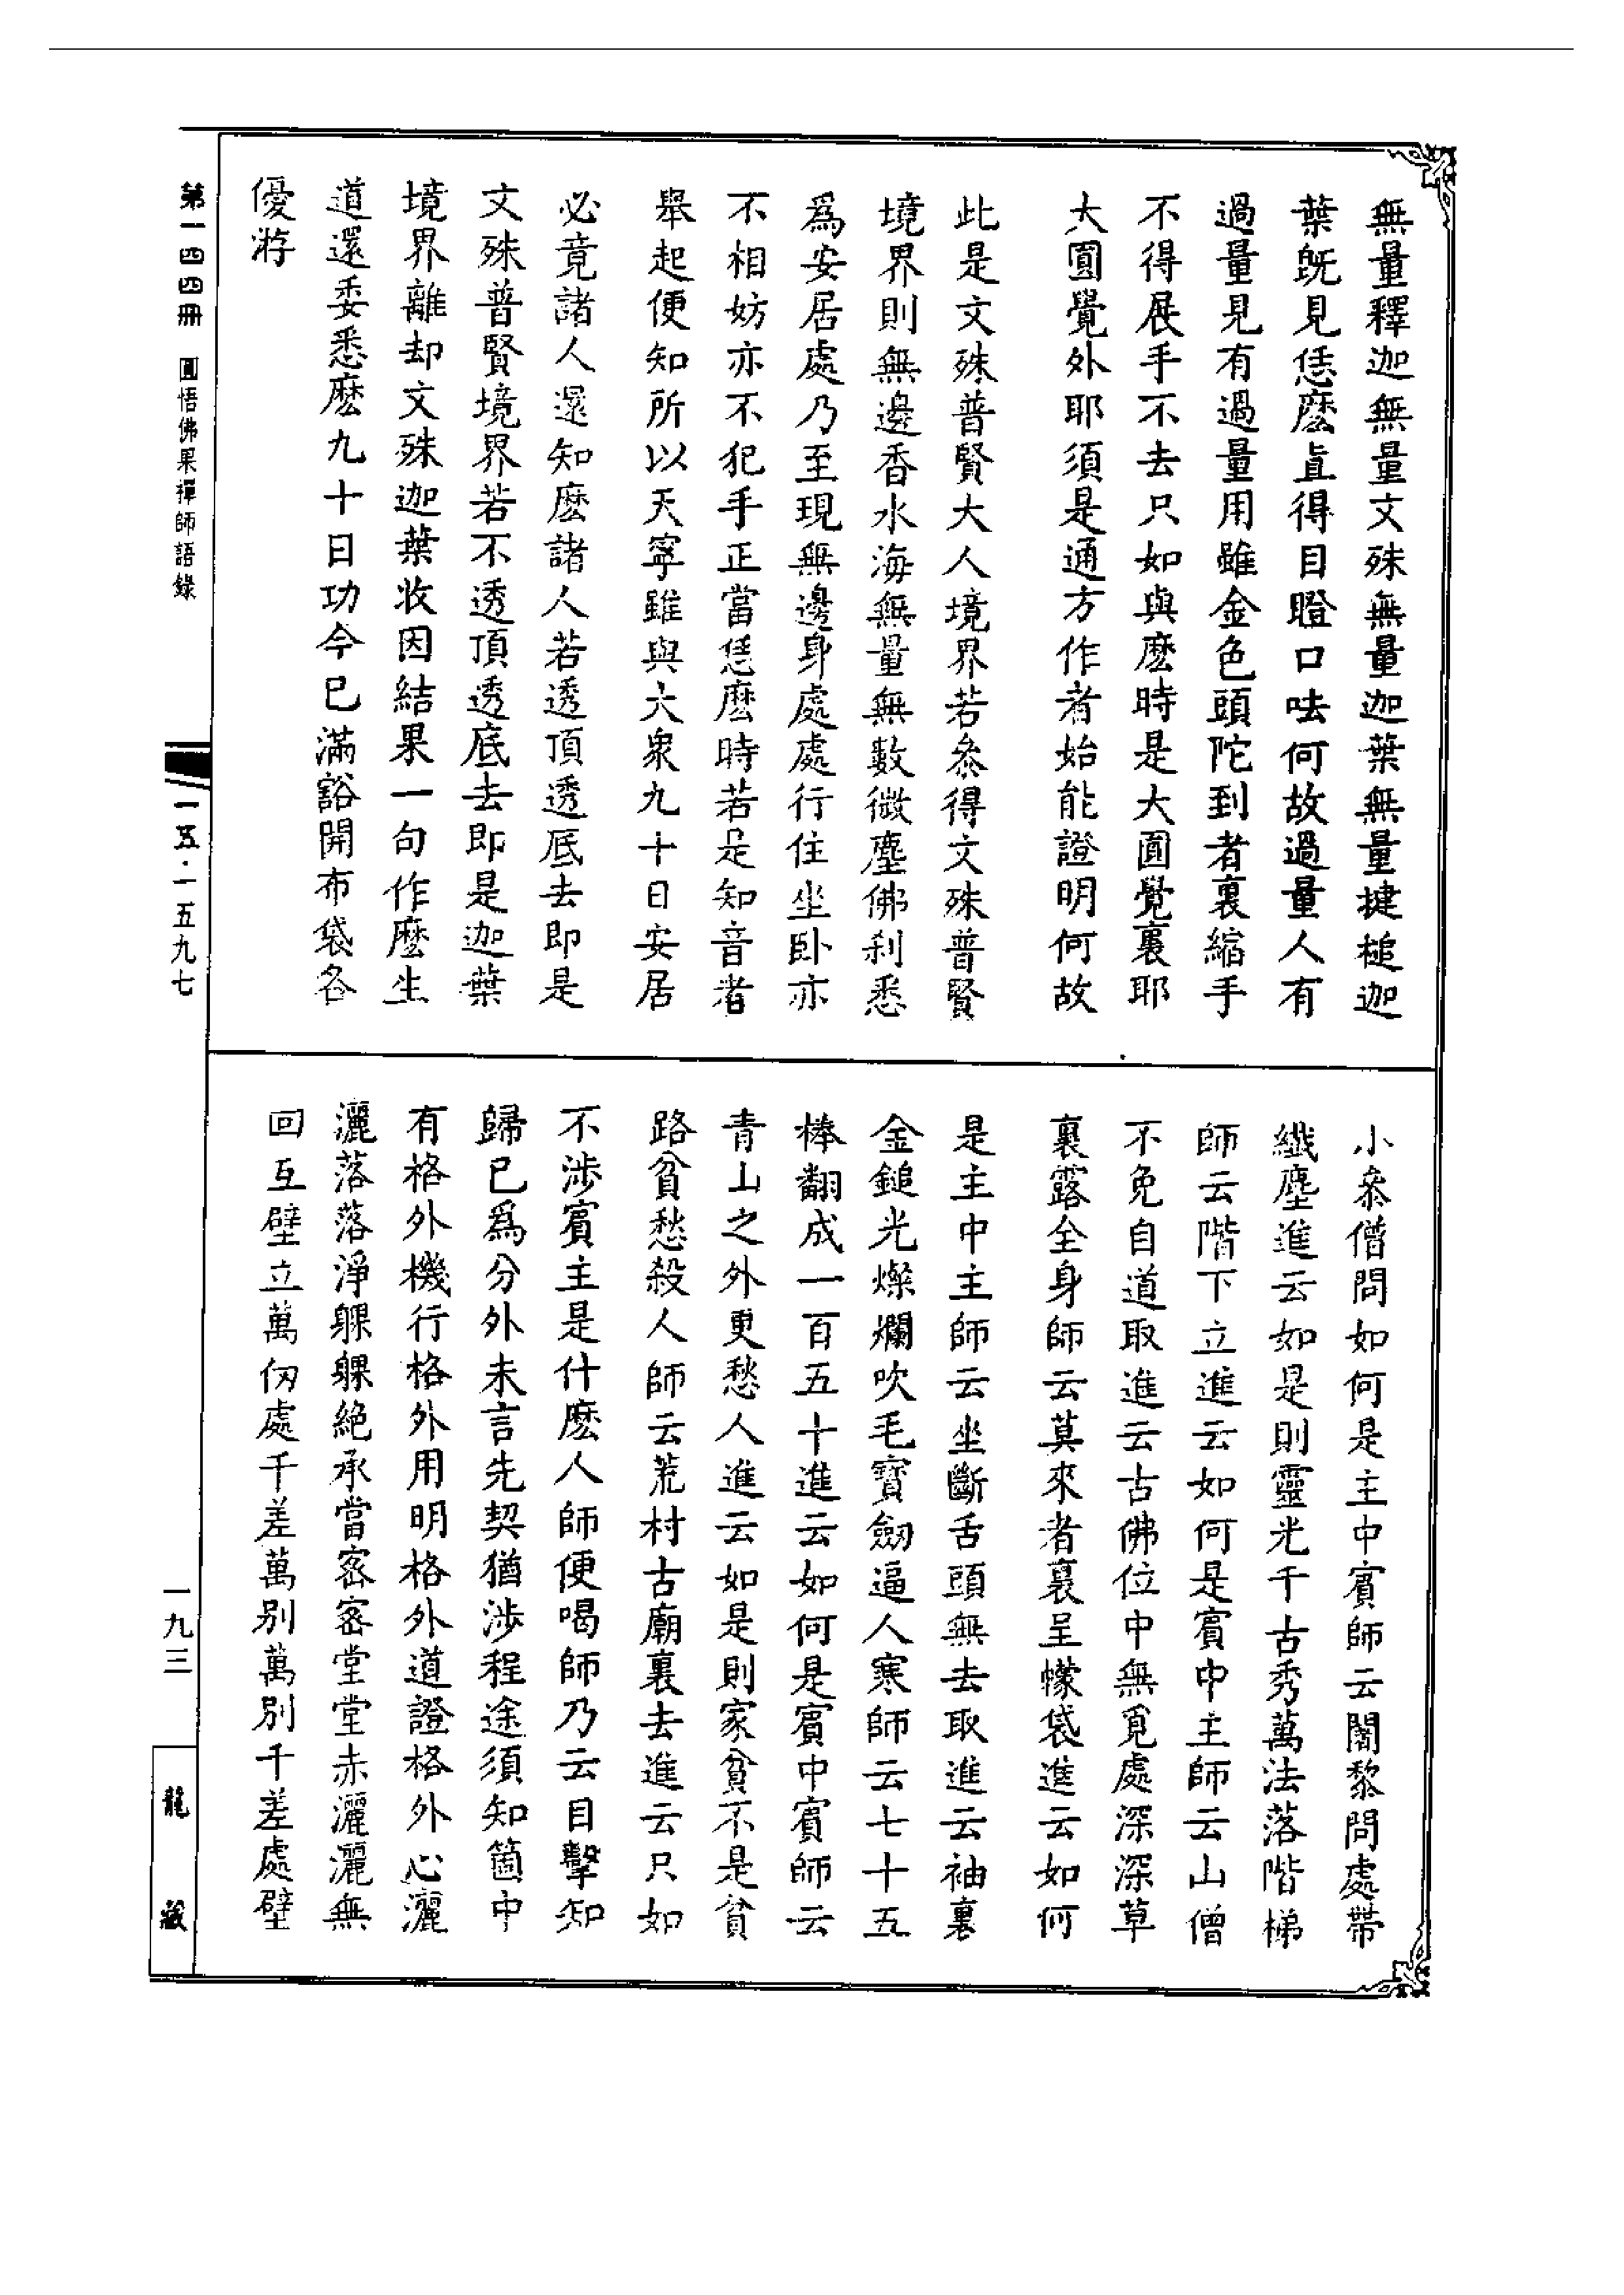 無量釋迦無量文殊無量迦葉無量揵槌迦
葉既見恁麽直得目瞪口呿何故過量人有
過量見有過量用雖金色頭陀到者裏縮手
不得展手不去只如與麽時是大圓覺裏耶
大圓覺外耶須是通方作者始能證明何故
此是文殊普賢大人境界若叅得文殊普賢
境界則無邊香水海無量無數微塵佛刹悉
爲安居處乃至現無邊身處處行住坐卧亦
不相妨亦不犯手正當恁麽時若是知音者
舉起便知所以天寧雖與大衆九十日安居
必竟諸人還知麽諸人若透頂透底去即是
文殊普賢境界若不透頂透底去即是迦葉
境界離却文殊迦葉收因結果一句作麽生
道還委悉麽九十日功今已滿豁開布袋各
優游
小叅僧問如何是主中賓師云闍黎問處帶
纖塵進云如是則靈光千古秀萬法落階梯
師云階下立進云如何是賓中主師云山僧
不免自道取進云古佛位中無覓處深深草
裏露全身師云莫來者裏呈幞袋進云如何
是主中主師云坐斷舌頭無去取進云袖裏
金鎚光燦爛吹毛寶劒逼人寒師云七十五
棒翻成一百五十進云如何是賓中賓師云
青山之外更愁人進云如是則家貧不是貧
路貧愁殺人師云荒村古廟裏去進云只如
不涉賓主是什麽人師便喝師乃云目擊知
歸已爲分外未言先契猶涉程途須知箇中
有格外機行格外用明格外道證格外心灑
灑落落淨躶躶絕承當密密堂堂赤灑灑無
回互壁立萬仞處千差萬別萬別千差處壁
第一四四冊 圓悟佛果禪師語錄
一五·一五九七
一九三
龍藏